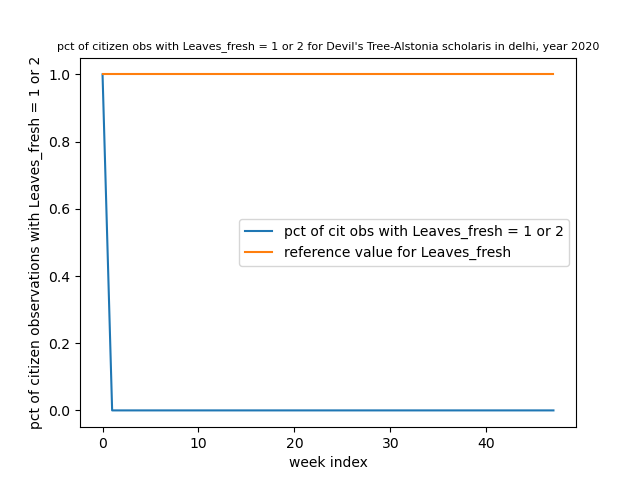 pct of citizen obs with Leaves_fresh = 1 or 2 for Devil's Tree-Alstonia scholaris in delhi, year 2020
pct of citizen observations with Leaves_fresh = 1 or 2
1.0
0.8
0.6
0.4
0.2
0.0
pct of cit obs with Leaves_fresh = 1 or 2
reference value for Leaves_fresh
0 10 20 30 40
week index